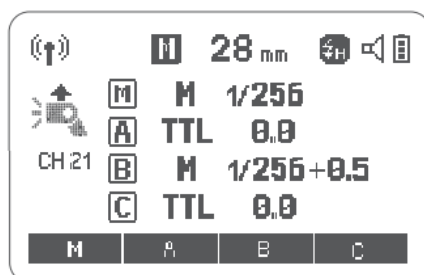 M 28 mm H
M M 1/256
A TTL 0.0
CH:21
B M 1/256+0.5
C TTL 0.0
M A B C